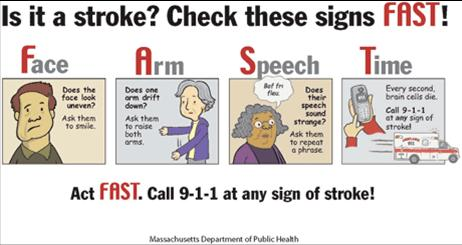 Is it a stroke? Check these signs FAST!
Face
Does the
face look
uneven?
Ask them
to smile.
Arm
Does one
arm drift
down?
Ask them
to raise
both
arms.
Speech
Baf fri
fleu.
Does
their
speech
sound
strange?
Ask them
to repeat
a phrase.
Time
Every second,
brain cells die.
Call 9-1-1
at any sign of
stroke!
Act FAST. Call 9-1-1 at any sign of stroke!
Massachusetts Department of Public Health